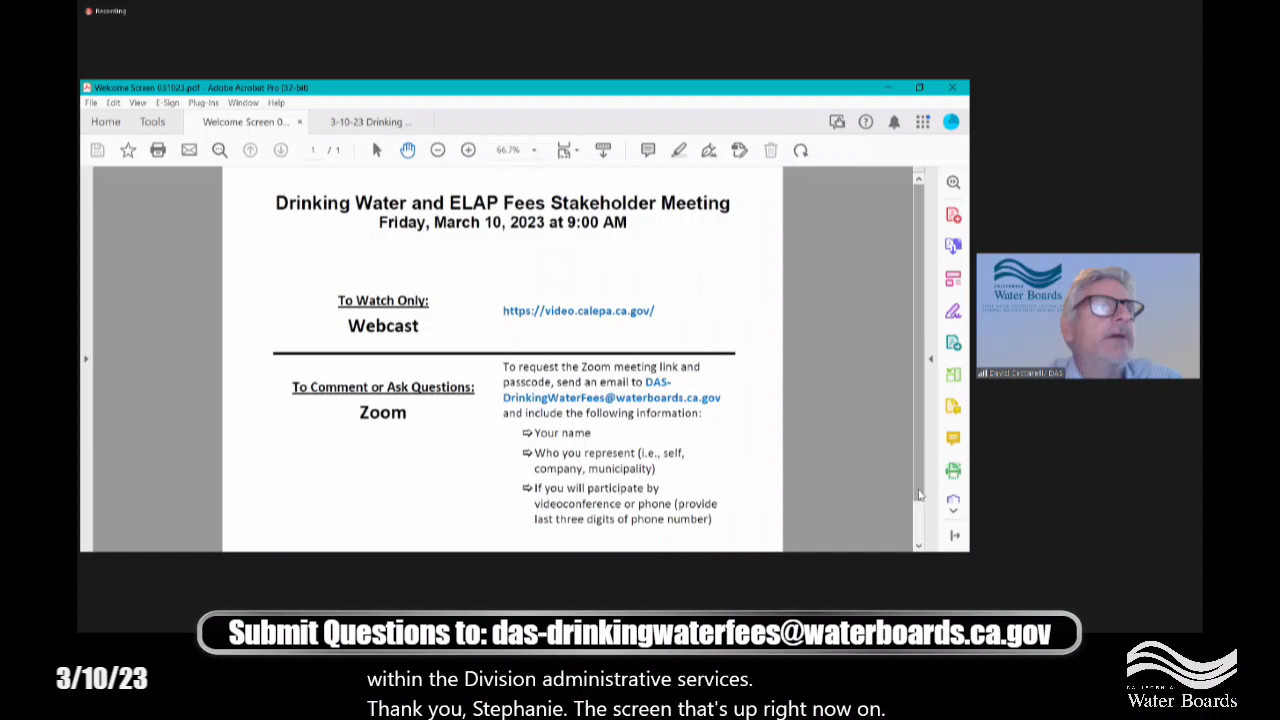 Recording
Welcome Screen 031023.pdf - Adobe Acrobat Pro (32-bit)
File Edit View E-Sign Plug-Ins Window Help
Home Tools Welcome Screen 0... × 3-10-23 Drinking ...
1 / 1 66.7%
Drinking Water and ELAP Fees Stakeholder Meeting
Friday, March 10, 2023 at 9:00 AM
To Watch Only:
Webcast
https://video.calepa.ca.gov/
To Comment or Ask Questions:
Zoom
To request the Zoom meeting link and
passcode, send an email to DAS-
DrinkingWaterFees@waterboards.ca.gov
and include the following information:
⇨ Your name
⇨ Who you represent (i.e., self,
company, municipality)
⇨ If you will participate by
videoconference or phone (provide
last three digits of phone number)
CALIFORNIA
Water Boards
David Ceccarelli/ DAS
Submit Questions to: das-drinkingwaterfees@waterboards.ca.gov
3/10/23
within the Division administrative services.
Thank you, Stephanie. The screen that's up right now on.
CALIFORNIA
Water Boards